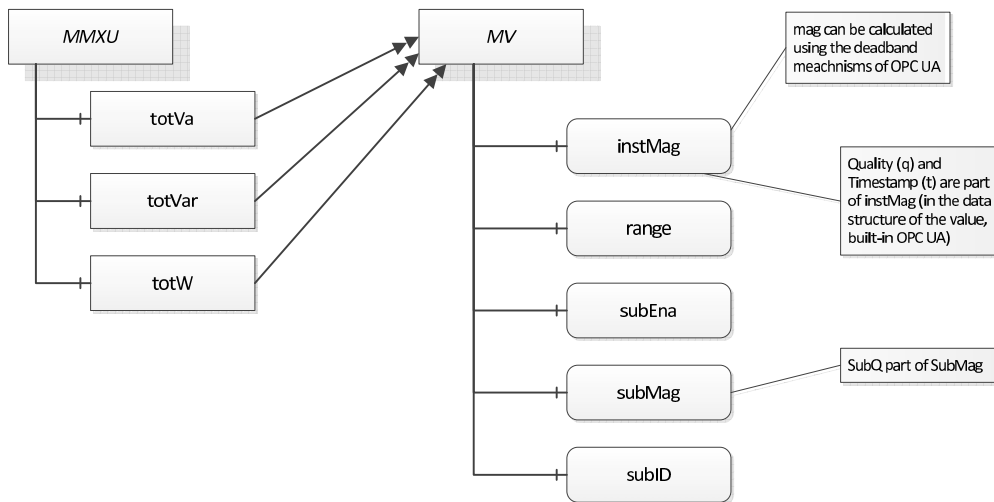 MMXU
totVa
totVar
totW
MV
instMag
range
subEna
subMag
subID
mag can be calculated
using the deadband
meachnisms of OPC UA
Quality (q) and
Timestamp (t) are part
of instMag (in the data
structure of the value,
built-in OPC UA)
SubQ part of SubMag